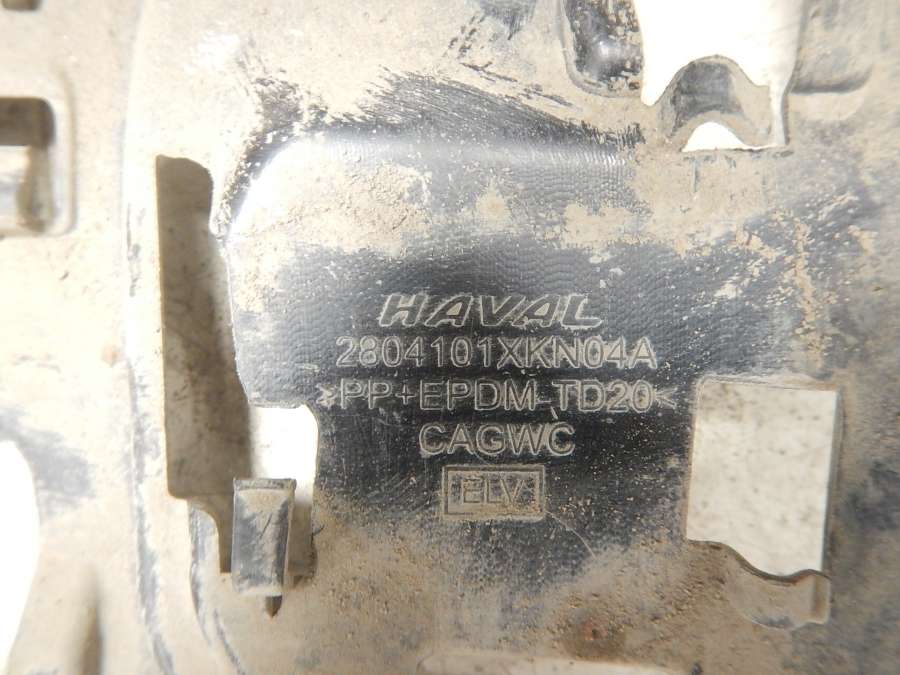 HAVAL
2804101XKN04A
>PP+EPDM-TD20<
CAGWC
ELV